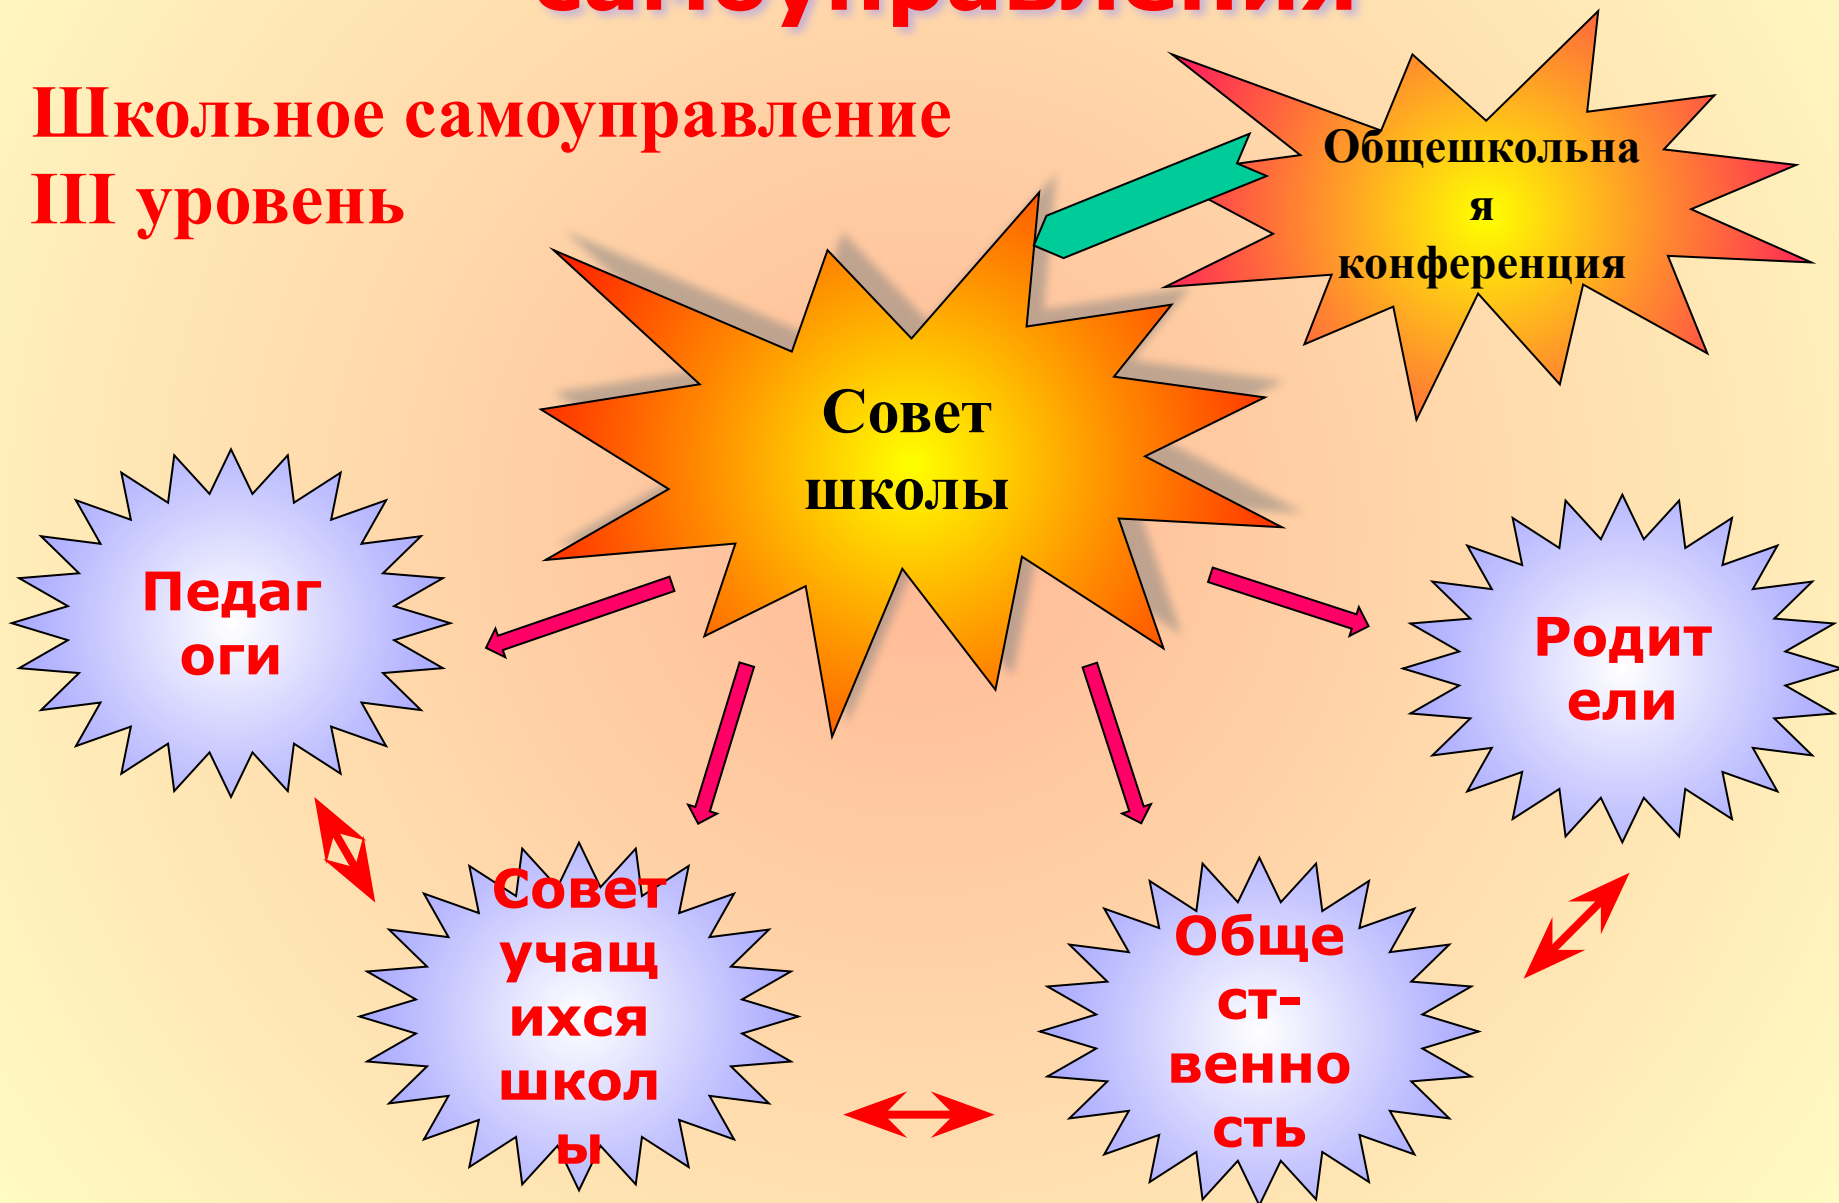 самоуправления
Школьное самоуправление
III уровень
Общешкольна
я
конференция
Совет
школы
Педаг
оги
Родит
ели
Совет
учащ
ихся
школ
ы
Обще
ст-
венно
сть